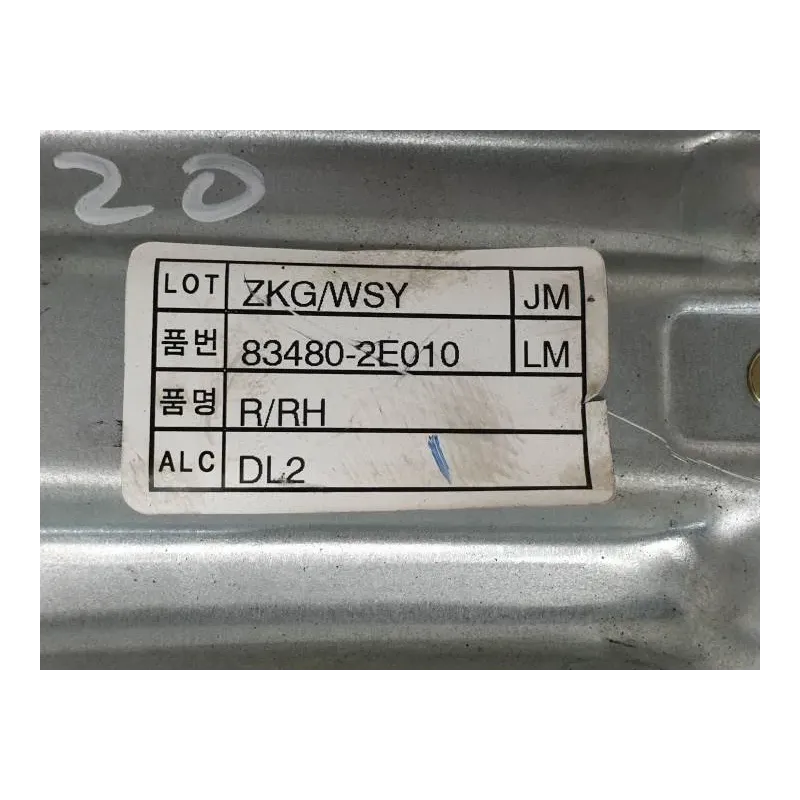 20
LOT ZKG/WSY JM
품번 83480-2E010 LM
품명 R/RH
ALC DL2